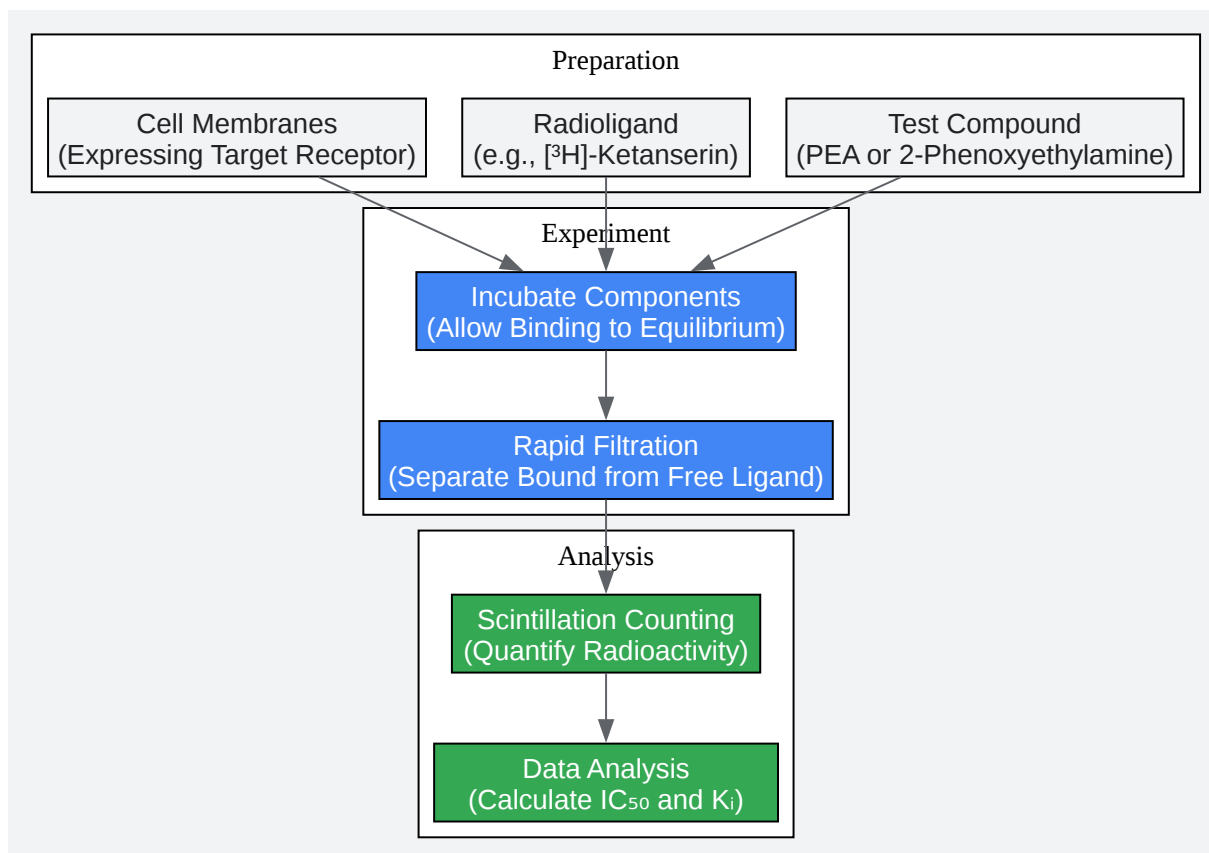 Preparation
Cell Membranes
(Expressing Target Receptor)
Radioligand
(e.g., [³H]-Ketanserin)
Test Compound
(PEA or 2-Phenoxyethylamine)
Experiment
Incubate Components
(Allow Binding to Equilibrium)
Rapid Filtration
(Separate Bound from Free Ligand)
Analysis
Scintillation Counting
(Quantify Radioactivity)
Data Analysis
(Calculate IC₅₀ and Kᵢ)